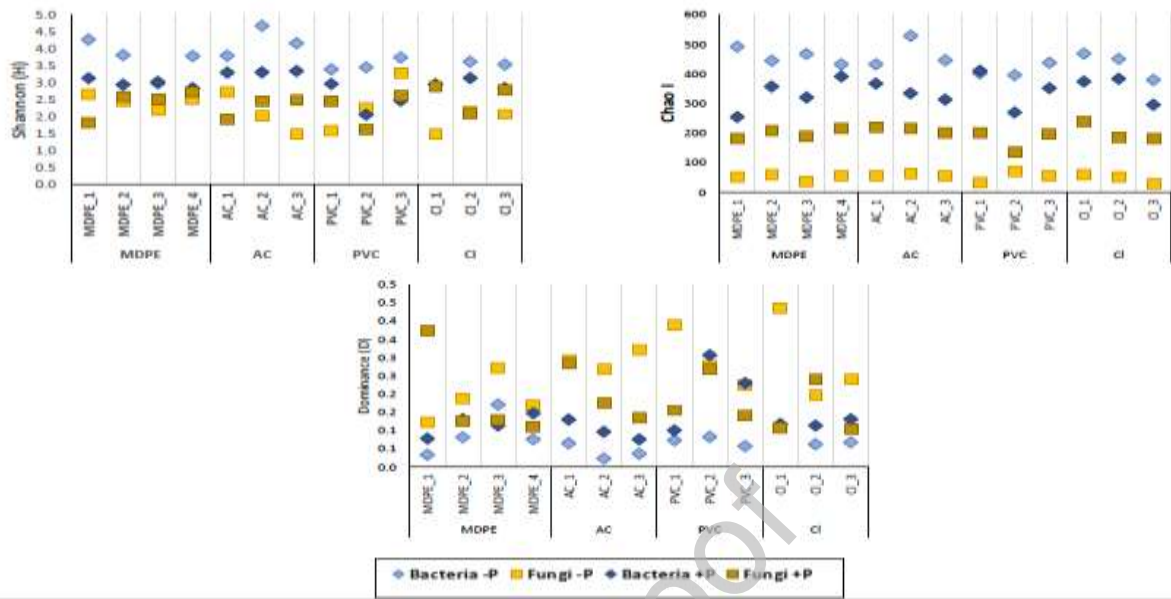 5.0
4.5
4.0
3.5
3.0
2.5
2.0
1.5
1.0
0.5
0.0
Shannon (H)
MDPE_1 MDPE_2 MDPE_3 MDPE_4 AC_1 AC_2 AC_3 PVC_1 PVC_2 PVC_3 CI_1 CI_2 CI_3
MDPE AC PVC CI
600
500
400
300
200
100
0
Chao I
MDPE_1 MDPE_2 MDPE_3 MDPE_4 AC_1 AC_2 AC_3 PVC_1 PVC_2 PVC_3 CI_1 CI_2 CI_3
MDPE AC PVC CI
0.5
0.5
0.4
0.4
0.3
0.3
0.2
0.2
0.1
0.1
0.0
Dominance (D)
MDPE_1 MDPE_2 MDPE_3 MDPE_4 AC_1 AC_2 AC_3 PVC_1 PVC_2 PVC_3 CI_1 CI_2 CI_3
MDPE AC PVC CI
Bacteria -P Fungi -P Bacteria +P Fungi +P